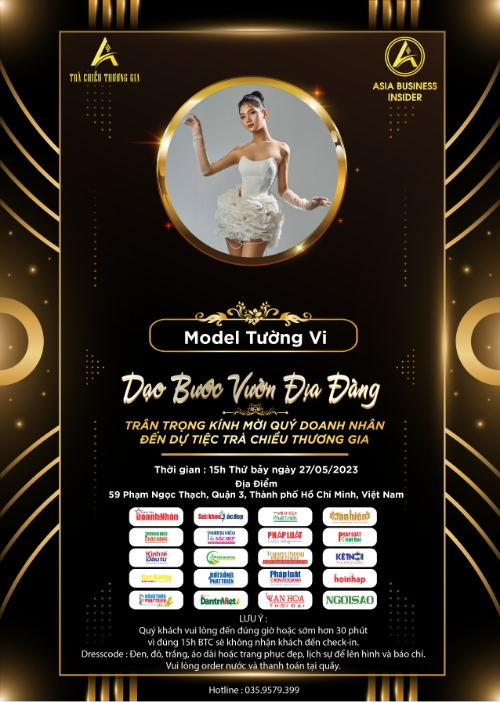 TRÀ CHIỀU THƯƠNG GIA
ASIA BUSINESS
INSIDER
Model Tường Vi
Dạo Bước Vườn Địa Đàng
TRÂN TRỌNG KÍNH MỜI QUÝ DOANH NHÂN
ĐẾN DỰ TIỆC TRÀ CHIỀU THƯƠNG GIA
Thời gian : 15h Thứ bảy ngày 27/05/2023
Địa Điểm
59 Phạm Ngọc Thạch, Quận 3, Thành phố Hồ Chí Minh, Việt Nam
DoanhNhân
PHÁP LUẬT
Kinh tế
Đầu tư
KẾT NỐI
Pháp luật
hoinhap
DântríViệt
VĂN HÓA
THỜI ĐẠI
NGOISAO
LƯU Ý :
Quý khách vui lòng đến đúng giờ hoặc sớm hơn 30 phút
vì đúng 15h BTC sẽ không nhận khách đến check-in.
Dresscode : Đen, đỏ, trắng, áo dài hoặc trang phục đẹp, lịch sự để lên hình và báo chí.
Vui lòng order nước và thanh toán tại quầy.
Hotline : 035.9579.399